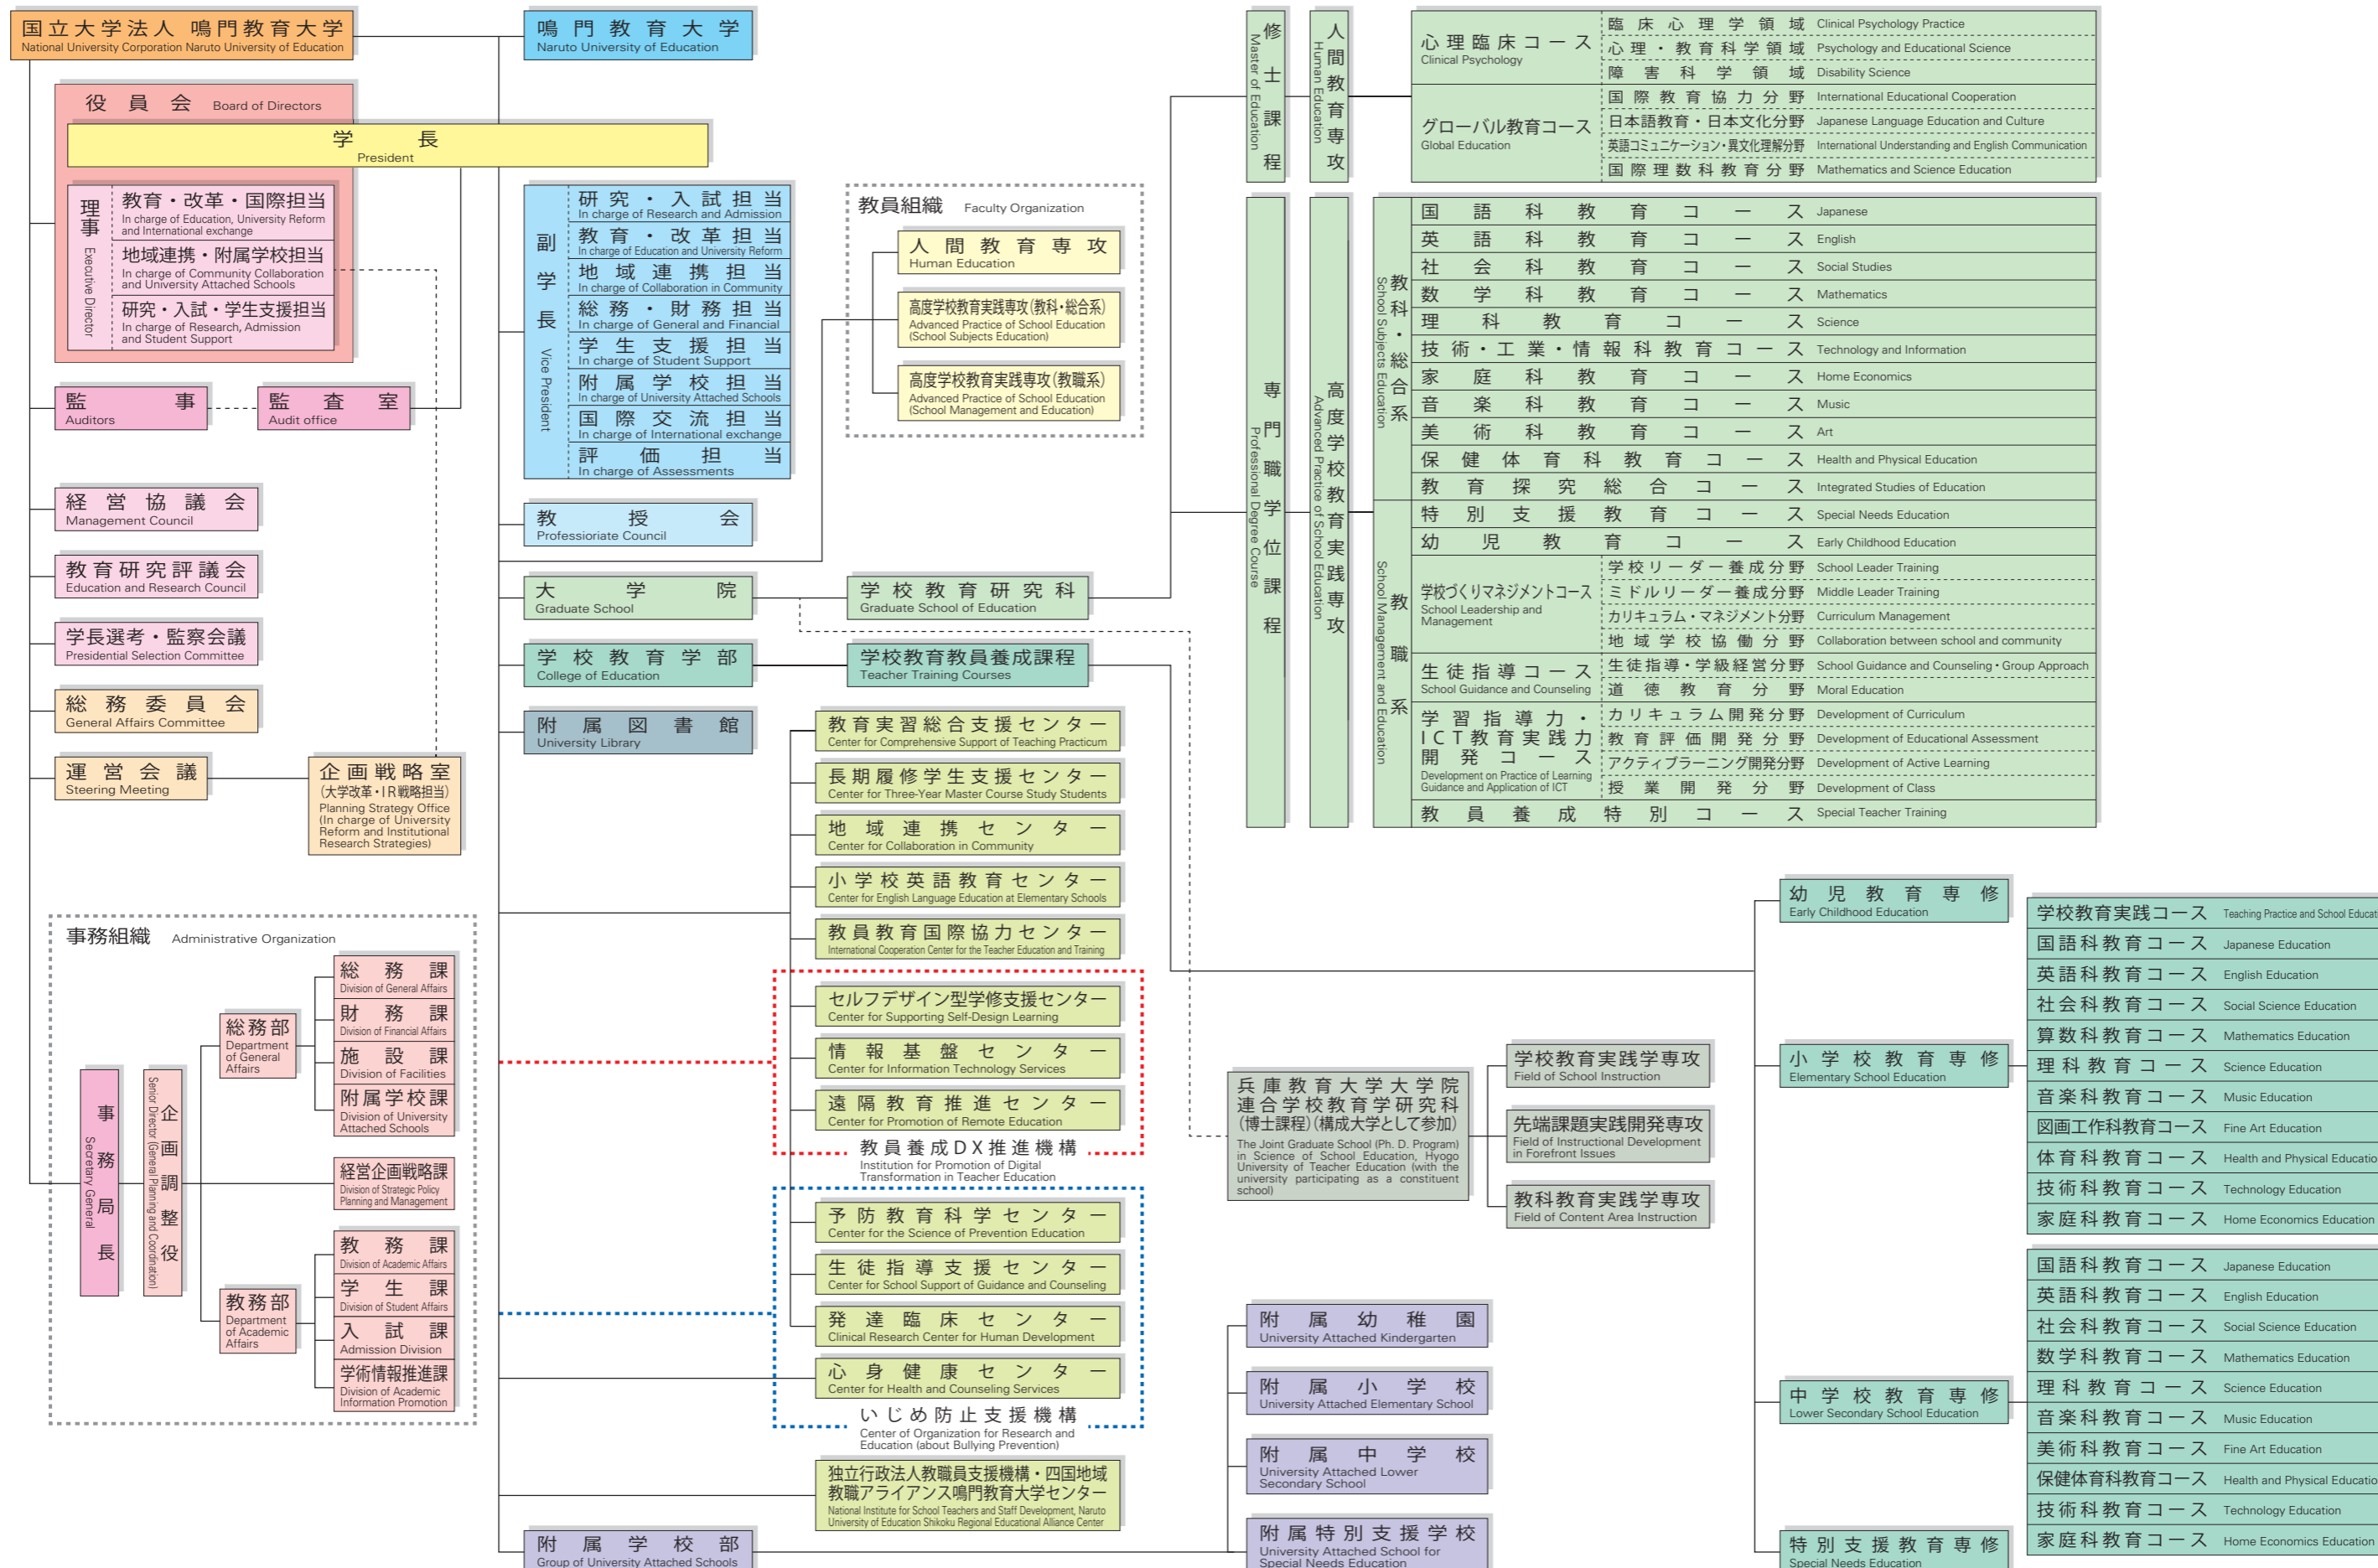 国立大学法人 鳴門教育大学
National University Corporation Naruto University of Education
役員会 Board of Directors
学長
President
理事 Executive Director
教育・改革・国際担当
In charge of Education, University Reform
and International exchange
地域連携・附属学校担当
In charge of Community Collaboration
and University Attached Schools
研究・入試・学生支援担当
In charge of Research, Admission
and Student Support
監事
Auditors
監査室
Audit office
経営協議会
Management Council
教育研究評議会
Education and Research Council
学長選考・監察会議
Presidential Selection Committee
総務委員会
General Affairs Committee
運営会議
Steering Meeting
企画戦略室
(大学改革・IR戦略担当)
Planning Strategy Office
(In charge of University
Reform and Institutional
Research Strategies)
事務組織 Administrative Organization
事務局長 Secretary General
企画調整役 Senior Director (General Planning and Coordination)
総務部
Department
of General
Affairs
総務課
Division of General Affairs
財務課
Division of Financial Affairs
施設課
Division of Facilities
附属学校課
Division of University
Attached Schools
経営企画戦略課
Division of Strategic Policy
Planning and Management
教務部
Department
of Academic
Affairs
教務課
Division of Academic Affairs
学生課
Division of Student Affairs
入試課
Admission Division
学術情報推進課
Division of Academic
Information Promotion
鳴門教育大学
Naruto University of Education
副学長 Vice President
研究・入試担当
In charge of Research and Admission
教育・改革担当
In charge of Education and University Reform
地域連携担当
In charge of Collaboration in Community
総務・財務担当
In charge of General and Financial
学生支援担当
In charge of Student Support
附属学校担当
In charge of University Attached Schools
国際交流担当
In charge of International exchange
評価担当
In charge of Assessments
教授会
Professioriate Council
教員組織 Faculty Organization
人間教育専攻
Human Education
高度学校教育実践専攻(教科・総合系)
Advanced Practice of School Education
(School Subjects Education)
高度学校教育実践専攻(教職系)
Advanced Practice of School Education
(School Management and Education)
大学院
Graduate School
学校教育研究科
Graduate School of Education
学校教育学部
College of Education
学校教育教員養成課程
Teacher Training Courses
附属図書館
University Library
教育実習総合支援センター
Center for Comprehensive Support of Teaching Practicum
長期履修学生支援センター
Center for Three-Year Master Course Study Students
地域連携センター
Center for Collaboration in Community
小学校英語教育センター
Center for English Language Education at Elementary Schools
教員教育国際協力センター
International Cooperation Center for the Teacher Education and Training
セルフデザイン型学修支援センター
Center for Supporting Self-Design Learning
情報基盤センター
Center for Information Technology Services
遠隔教育推進センター
Center for Promotion of Remote Education
教員養成DX推進機構
Institution for Promotion of Digital
Transformation in Teacher Education
予防教育科学センター
Center for the Science of Prevention Education
生徒指導支援センター
Center for School Support of Guidance and Counseling
発達臨床センター
Clinical Research Center for Human Development
心身健康センター
Center for Health and Counseling Services
いじめ防止支援機構
Center of Organization for Research and
Education (about Bullying Prevention)
独立行政法人教職員支援機構・四国地域
教職アライアンス鳴門教育大学センター
National Institute for School Teachers and Staff Development, Naruto
University of Education Shikoku Regional Educational Alliance Center
附属学校部
Group of University Attached Schools
附属幼稚園
University Attached Kindergarten
附属小学校
University Attached Elementary School
附属中学校
University Attached Lower
Secondary School
附属特別支援学校
University Attached School for
Special Needs Education
兵庫教育大学大学院
連合学校教育学研究科
(博士課程)(構成大学として参加)
The Joint Graduate School (Ph. D. Program)
in Science of School Education, Hyogo
University of Teacher Education (with the
university participating as a constituent
school)
学校教育実践学専攻
Field of School Instruction
先端課題実践開発専攻
Field of Instructional Development
in Forefront Issues
教科教育実践学専攻
Field of Content Area Instruction
修士課程 Master of Education
人間教育専攻 Human Education
心理臨床コース
Clinical Psychology
臨床心理学領域 Clinical Psychology Practice
心理・教育科学領域 Psychology and Educational Science
障害科学領域 Disability Science
グローバル教育コース
Global Education
国際教育協力分野 International Educational Cooperation
日本語教育・日本文化分野 Japanese Language Education and Culture
英語コミュニケーション・異文化理解分野 International Understanding and English Communication
国際理数科教育分野 Mathematics and Science Education
専門職学位課程 Professional Degree Course
高度学校教育実践専攻 Advanced Practice of School Education
教科・総合系 School Subjects Education
国語科教育コース Japanese
英語科教育コース English
社会科教育コース Social Studies
数学科教育コース Mathematics
理科教育コース Science
技術・工業・情報科教育コース Technology and Information
家庭科教育コース Home Economics
音楽科教育コース Music
美術科教育コース Art
保健体育科教育コース Health and Physical Education
教育探究総合コース Integrated Studies of Education
教職系 School Management and Education
特別支援教育コース Special Needs Education
幼児教育コース Early Childhood Education
学校づくりマネジメントコース
School Leadership and
Management
学校リーダー養成分野 School Leader Training
ミドルリーダー養成分野 Middle Leader Training
カリキュラム・マネジメント分野 Curriculum Management
地域学校協働分野 Collaboration between school and community
生徒指導コース
School Guidance and Counseling
生徒指導・学級経営分野 School Guidance and Counseling・Group Approach
道徳教育分野 Moral Education
学習指導力・
ICT教育実践力
開発コース
Development on Practice of Learning
Guidance and Application of ICT
カリキュラム開発分野 Development of Curriculum
教育評価開発分野 Development of Educational Assessment
アクティブラーニング開発分野 Development of Active Learning
授業開発分野 Development of Class
教員養成特別コース Special Teacher Training
幼児教育専修
Early Childhood Education
小学校教育専修
Elementary School Education
学校教育実践コース Teaching Practice and School Educat
国語科教育コース Japanese Education
英語科教育コース English Education
社会科教育コース Social Science Education
算数科教育コース Mathematics Education
理科教育コース Science Education
音楽科教育コース Music Education
図画工作科教育コース Fine Art Education
体育科教育コース Health and Physical Educatio
技術科教育コース Technology Education
家庭科教育コース Home Economics Education
中学校教育専修
Lower Secondary School Education
国語科教育コース Japanese Education
英語科教育コース English Education
社会科教育コース Social Science Education
数学科教育コース Mathematics Education
理科教育コース Science Education
音楽科教育コース Music Education
美術科教育コース Fine Art Education
保健体育科教育コース Health and Physical Educatio
技術科教育コース Technology Education
家庭科教育コース Home Economics Education
特別支援教育専修
Special Needs Education